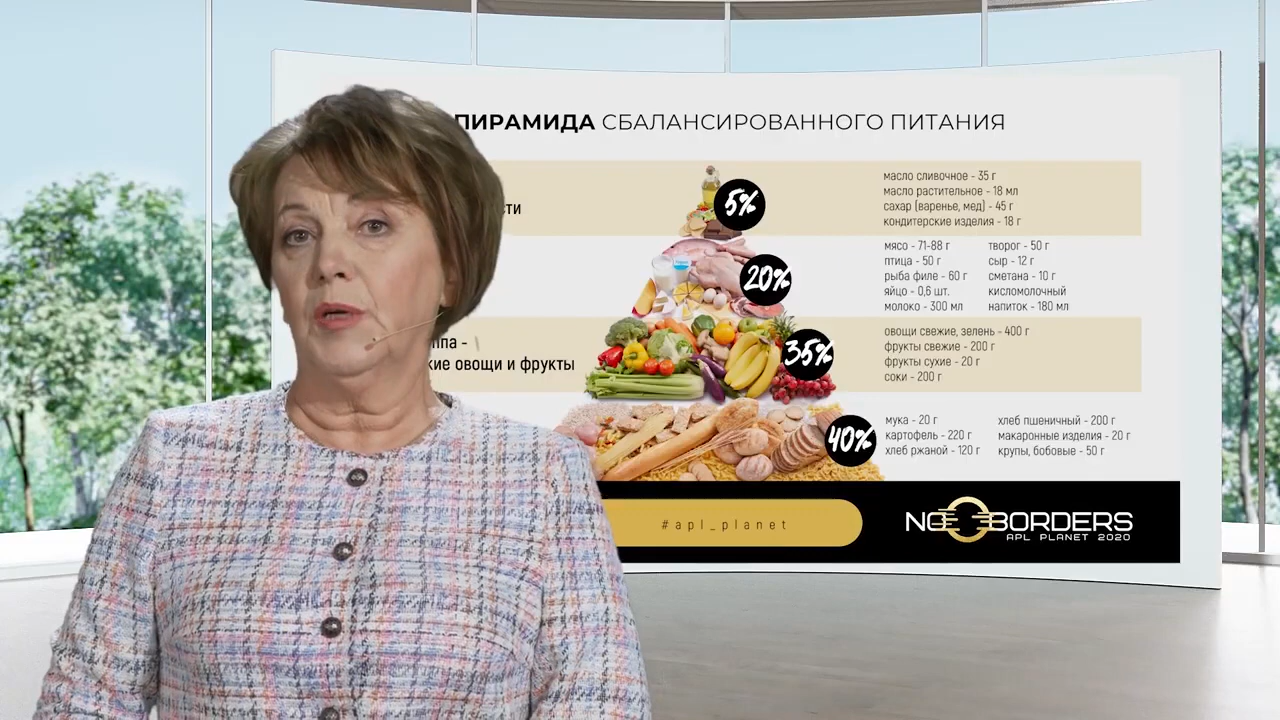 ПИРАМИДА СБАЛАНСИРОВАННОГО ПИТАНИЯ
5%
масло сливочное - 35 г
масло растительное - 18 мл
сахар (варенье, мед) - 45 г
кондитерские изделия - 18 г
20%
мясо - 71-88 г
птица - 50 г
рыба филе - 60 г
яйцо - 0,6 шт.
молоко - 300 мл
творог - 50 г
сыр - 12 г
сметана - 10 г
кисломолочный
напиток - 180 мл
овощи и фрукты
35%
овощи свежие, зелень - 400 г
фрукты свежие - 200 г
фрукты сухие - 20 г
соки - 200 г
40%
мука - 20 г
картофель - 220 г
хлеб ржаной - 120 г
хлеб пшеничный - 200 г
макаронные изделия - 20 г
крупы, бобовые - 50 г
#apl_planet
NO BORDERS
APL PLANET 2020